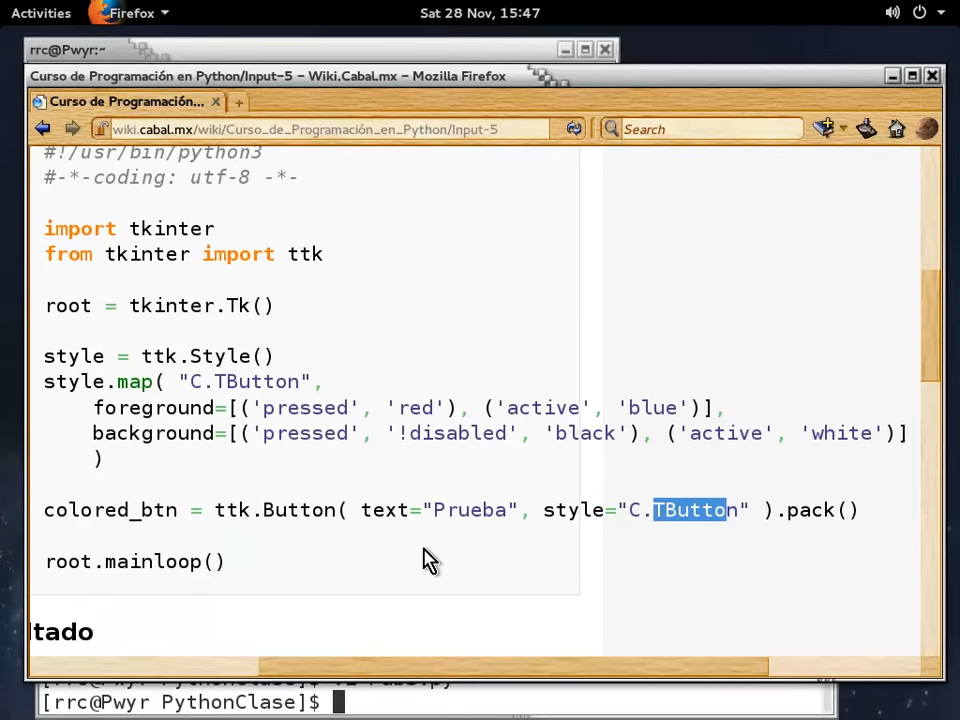 Activities Firefox Sat 28 Nov, 15:47
rrc@Pwyr:~
Curso de Programación en Python/Input-5 – Wiki.Cabal.mx – Mozilla Firefox
Curso de Programación...
wiki.cabal.mx/wiki/Curso_de_Programación_en_Python/Input-5 Search
#!/usr/bin/python3
#-*-coding: utf-8 -*-
import tkinter
from tkinter import ttk
root = tkinter.Tk()
style = ttk.Style()
style.map( "C.TButton",
foreground=[('pressed', 'red'), ('active', 'blue')],
background=[('pressed', '!disabled', 'black'), ('active', 'white')]
)
colored_btn = ttk.Button( text="Prueba", style="C.TButton" ).pack()
root.mainloop()
ltado
[rrc@Pwyr PythonClase]$